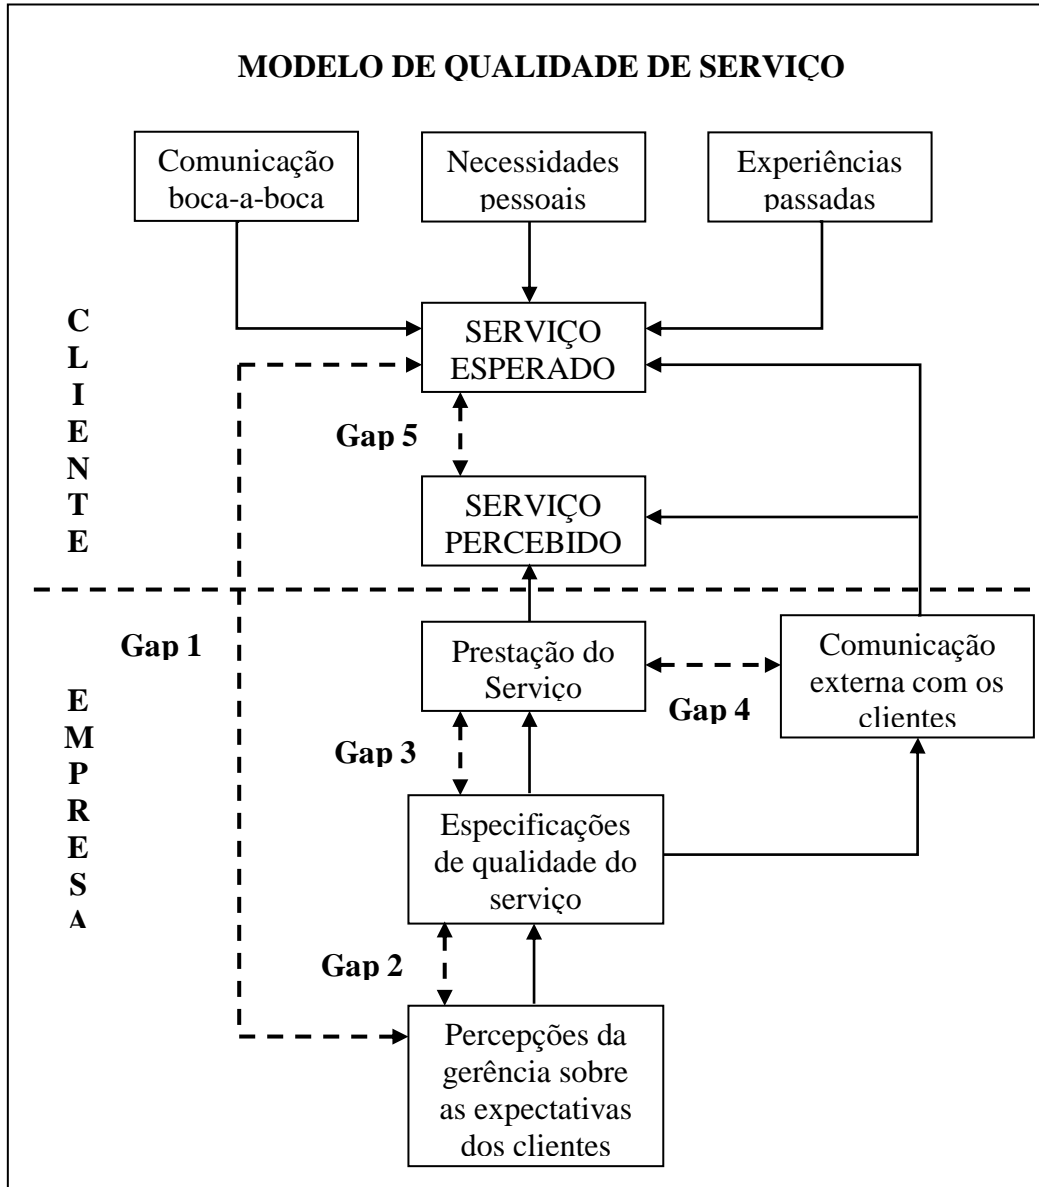 MODELO DE QUALIDADE DE SERVIÇO
Comunicação
boca-a-boca
Necessidades
pessoais
Experiências
passadas
CLIENTE
SERVIÇO
ESPERADO
Gap 5
SERVIÇO
PERCEBIDO
Gap 1
EMPRESA
Prestação do
Serviço
Gap 4
Comunicação
externa com os
clientes
Gap 3
Especificações
de qualidade do
serviço
Gap 2
Percepções da
gerência sobre
as expectativas
dos clientes